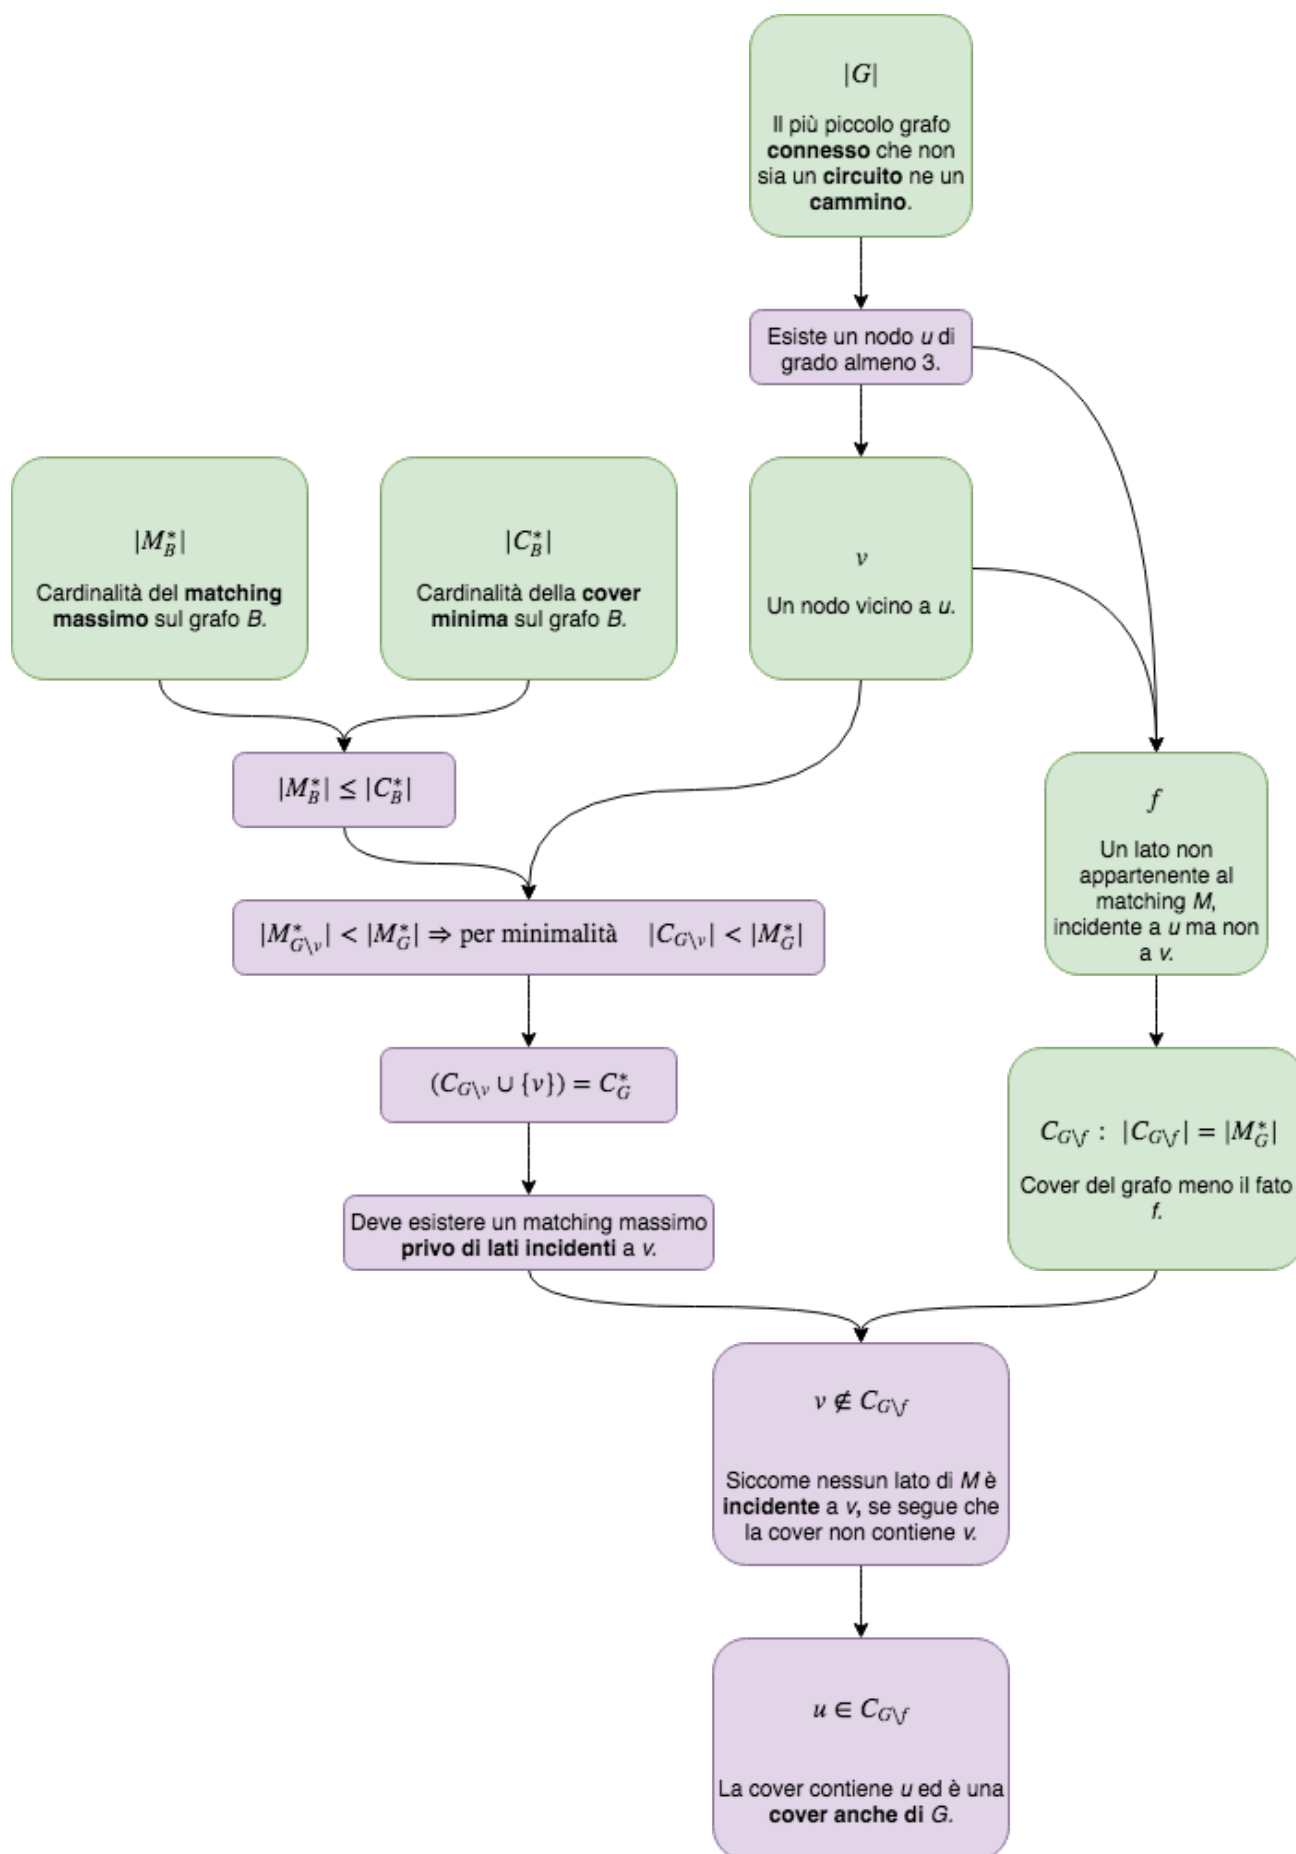 |G|
Il più piccolo grafo
connesso che non
sia un circuito ne un
cammino.
Esiste un nodo u di
grado almeno 3.
|M*_B|
Cardinalità del matching
massimo sul grafo B.
|C*_B|
Cardinalità della cover
minima sul grafo B.
v
Un nodo vicino a u.
|M*_B| ≤ |C*_B|
f
Un lato non
appartenente al
matching M,
incidente a u ma non
a v.
|M*_{G\v}| < |M*_G| ⇒ per minimalità |C_{G\v}| < |M*_G|
(C_{G\v} ∪ {v}) = C*_G
C_{G\f} : |C_{G\f}| = |M*_G|
Cover del grafo meno il fato
f.
Deve esistere un matching massimo
privo di lati incidenti a v.
v ∉ C_{G\f}
Siccome nessun lato di M è
incidente a v, se segue che
la cover non contiene v.
u ∈ C_{G\f}
La cover contiene u ed è una
cover anche di G.